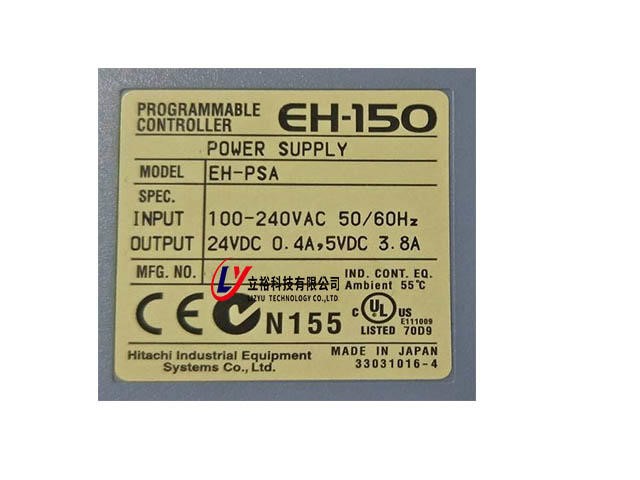 PROGRAMMABLE CONTROLLER EH-150
POWER SUPPLY
MODEL EH-PSA
SPEC.
INPUT 100-240VAC 50/60Hz
OUTPUT 24VDC 0.4A,5VDC 3.8A
MFG. NO.
LY 立裕科技有限公司
LIZYU TECHNOLOGY CO.,LTD.
IND. CONT. EQ.
Ambient 55℃
CE N155 c UL US
E111009
LISTED 70D9
Hitachi Industrial Equipment
Systems Co., Ltd.
MADE IN JAPAN
33031016-4